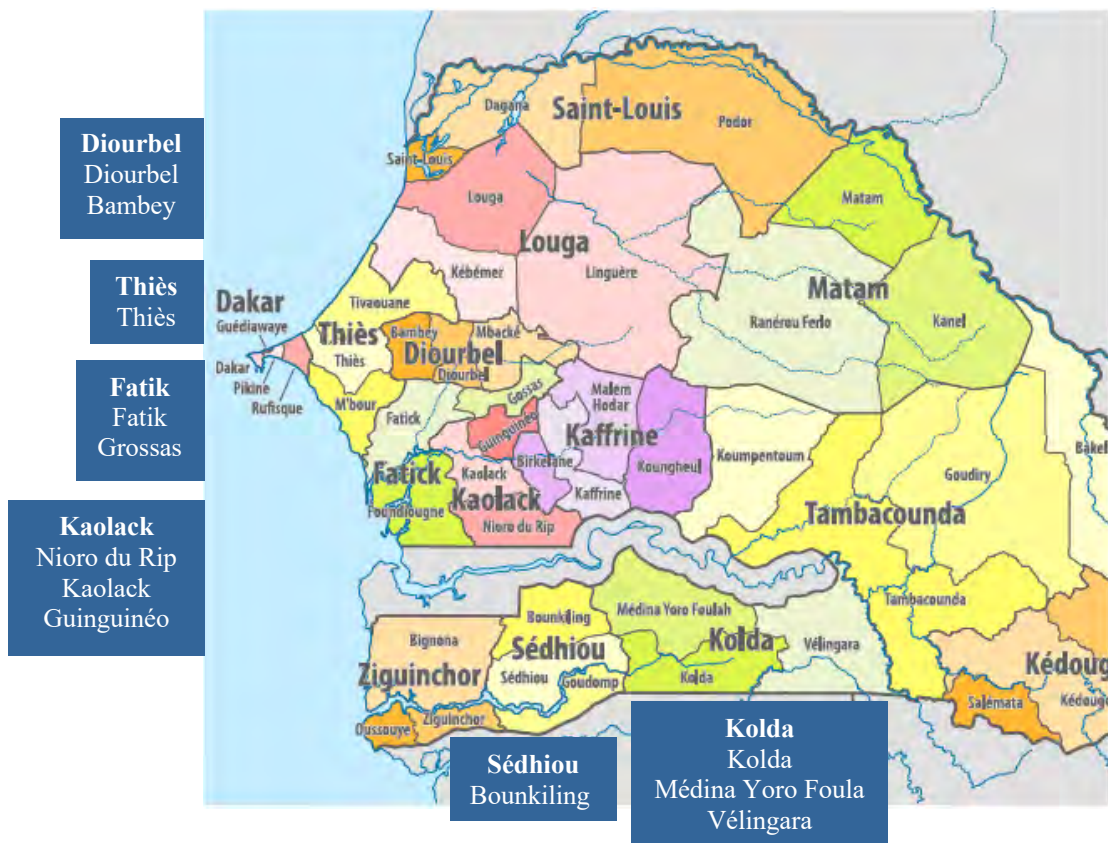 Diourbel
Diourbel
Bambey
Thiès
Thiès
Fatik
Fatik
Grossas
Kaolack
Nioro du Rip
Kaolack
Guinguinéo
Sédhiou
Bounkiling
Kolda
Kolda
Médina Yoro Foula
Vélingara
Dagana
Saint-Louis
Podor
Saint-Louis
Louga
Matam
Louga
Kébémer
Linguère
Matam
Tivaouane
Ranérou Ferlo
Kanel
Dakar
Guédiawaye
Thiès
Thiès
Bambey
Mbacké
Diourbel
Diourbel
Dakar
Pikine
Rufisque
M'bour
Gossas
Malem
Hodar
Fatick
Guinguineo
Kaffrine
Birkelane
Koungheul
Koumpentoum
Goudiry
Bakel
Kaolack
Fatick
Kaolack
Kaffrine
Foundiougne
Nioro du Rip
Tambacounda
Tambacounda
Bounkiling
Médina Yoro Foulah
Bignona
Sédhiou
Kolda
Vélingara
Ziguinchor
Sédhiou
Goudomp
Kolda
Kédoug
Salémata
Kédougo
Oussouye
Ziguinchor